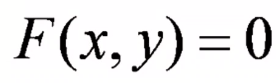 F(x, y) = 0